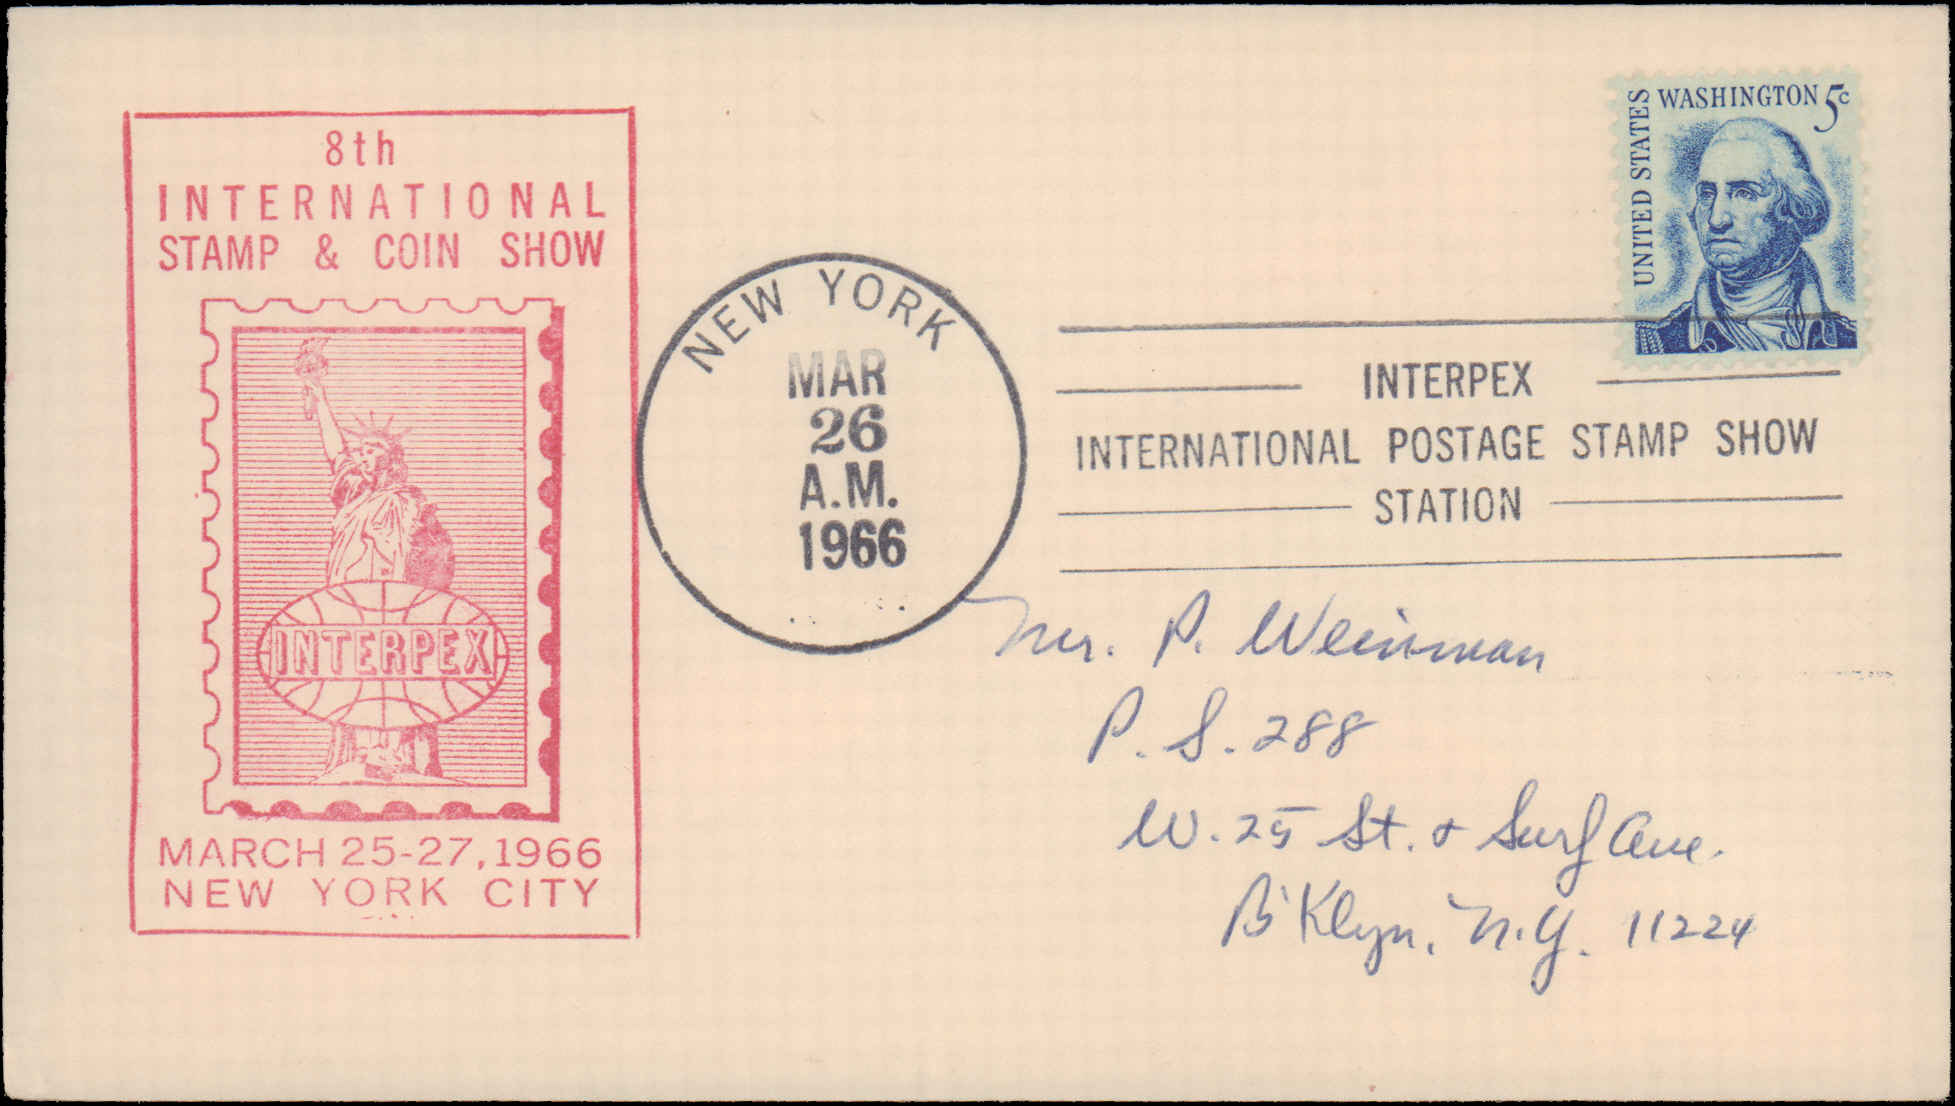 8th
INTERNATIONAL
STAMP & COIN SHOW
INTERPEX
MARCH 25-27, 1966
NEW YORK CITY
NEW YORK
MAR
26
A.M.
1966
UNITED STATES
WASHINGTON 5c
INTERPEX
INTERNATIONAL POSTAGE STAMP SHOW
STATION
Mr. P. Weinman
P. S. 288
W. 25 St. & Surf Ave.
B'Klyn, N.Y. 11224